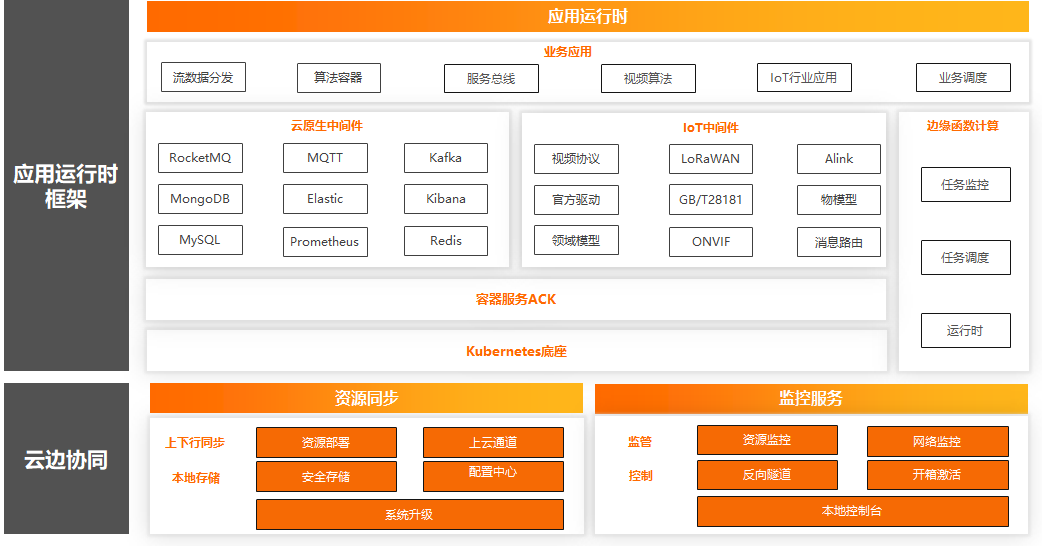 应用运行时
框架
应用运行时
业务应用
流数据分发
算法容器
服务总线
视频算法
IoT行业应用
业务调度
云原生中间件
RocketMQ
MQTT
Kafka
MongoDB
Elastic
Kibana
MySQL
Prometheus
Redis
IoT中间件
视频协议
LoRaWAN
Alink
官方驱动
GB/T28181
物模型
领域模型
ONVIF
消息路由
边缘函数计算
任务监控
任务调度
运行时
容器服务ACK
Kubernetes底座
云边协同
资源同步
上下行同步
资源部署
上云通道
本地存储
安全存储
配置中心
系统升级
监控服务
监管
资源监控
网络监控
控制
反向隧道
开箱激活
本地控制台